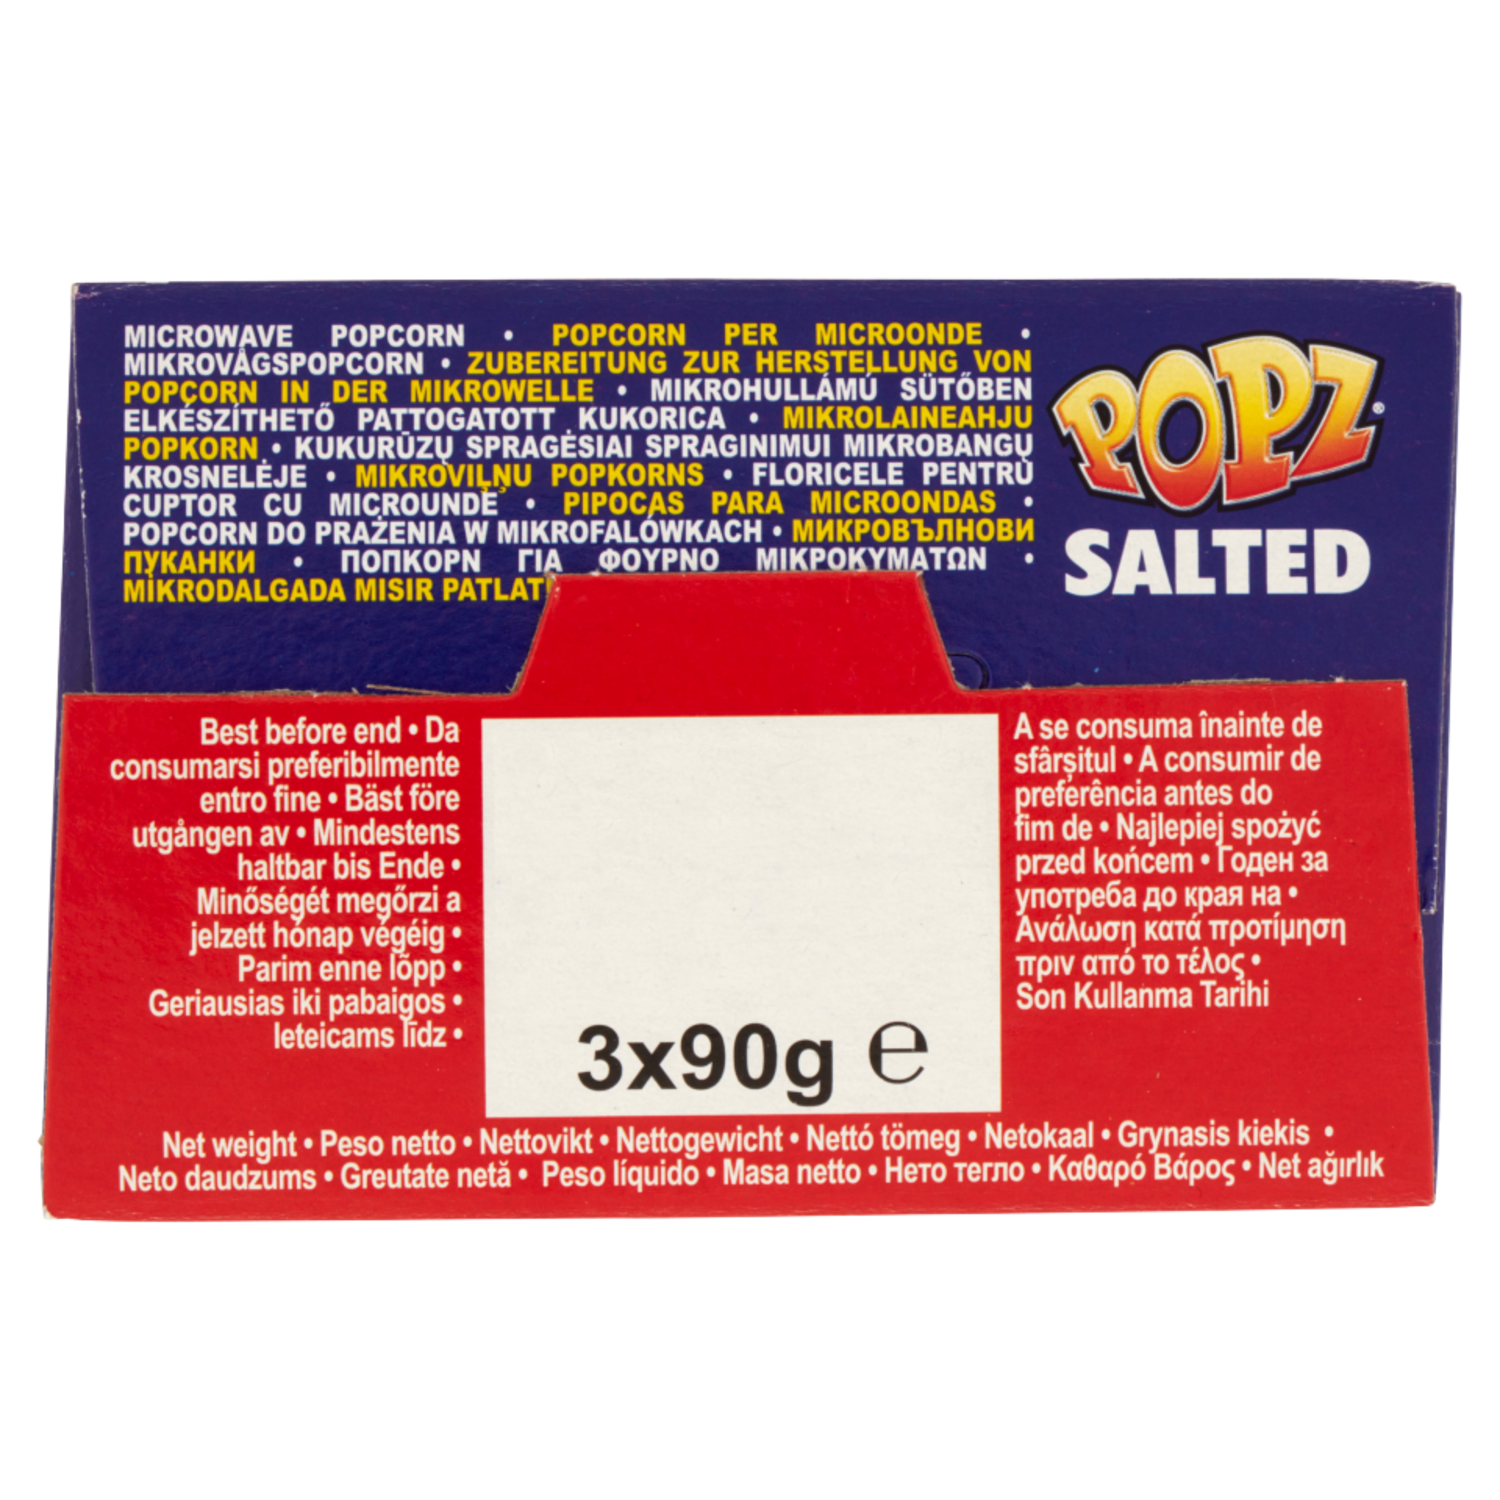 MICROWAVE POPCORN • POPCORN PER MICROONDE •
MIKROVÅGSPOPCORN • ZUBEREITUNG ZUR HERSTELLUNG VON
POPCORN IN DER MIKROWELLE • MIKROHULLÁMÚ SÜTŐBEN
ELKÉSZÍTHETŐ PATTOGATOTT KUKORICA • MIKROLAINEAHJU
POPKORN • KUKURŪZŲ SPRAGĖSIAI SPRAGINIMUI MIKROBANGŲ
KROSNELĖJE • MIKROVIĻŅU POPKORNS • FLORICELE PENTRU
CUPTOR CU MICROUNDE • PIPOCAS PARA MICROONDAS •
POPCORN DO PRAŻENIA W MIKROFALÓWKACH • МИКРОВЪЛНОВИ
ПУКАНКИ • ΠΟΠΚΟΡΝ ΓΙΑ ΦΟΥΡΝΟ ΜΙΚΡΟΚΥΜΑΤΩΝ •
MİKRODALGADA MISIR PATLAT
POPZ®
SALTED
Best before end • Da
consumarsi preferibilmente
entro fine • Bäst före
utgången av • Mindestens
haltbar bis Ende •
Minőségét megőrzi a
jelzett hónap végéig •
Parim enne lõpp •
Geriausias iki pabaigos •
Ieteicams līdz •
3x90g ℮
A se consuma înainte de
sfârșitul • A consumir de
preferência antes do
fim de • Najlepiej spożyć
przed końcem • Годен за
употреба до края на •
Ανάλωση κατά προτίμηση
πριν από το τέλος •
Son Kullanma Tarihi
Net weight • Peso netto • Nettovikt • Nettogewicht • Nettó tömeg • Netokaal • Grynasis kiekis •
Neto daudzums • Greutate netă • Peso líquido • Masa netto • Нето тегло • Καθαρό Βάρος • Net ağırlık